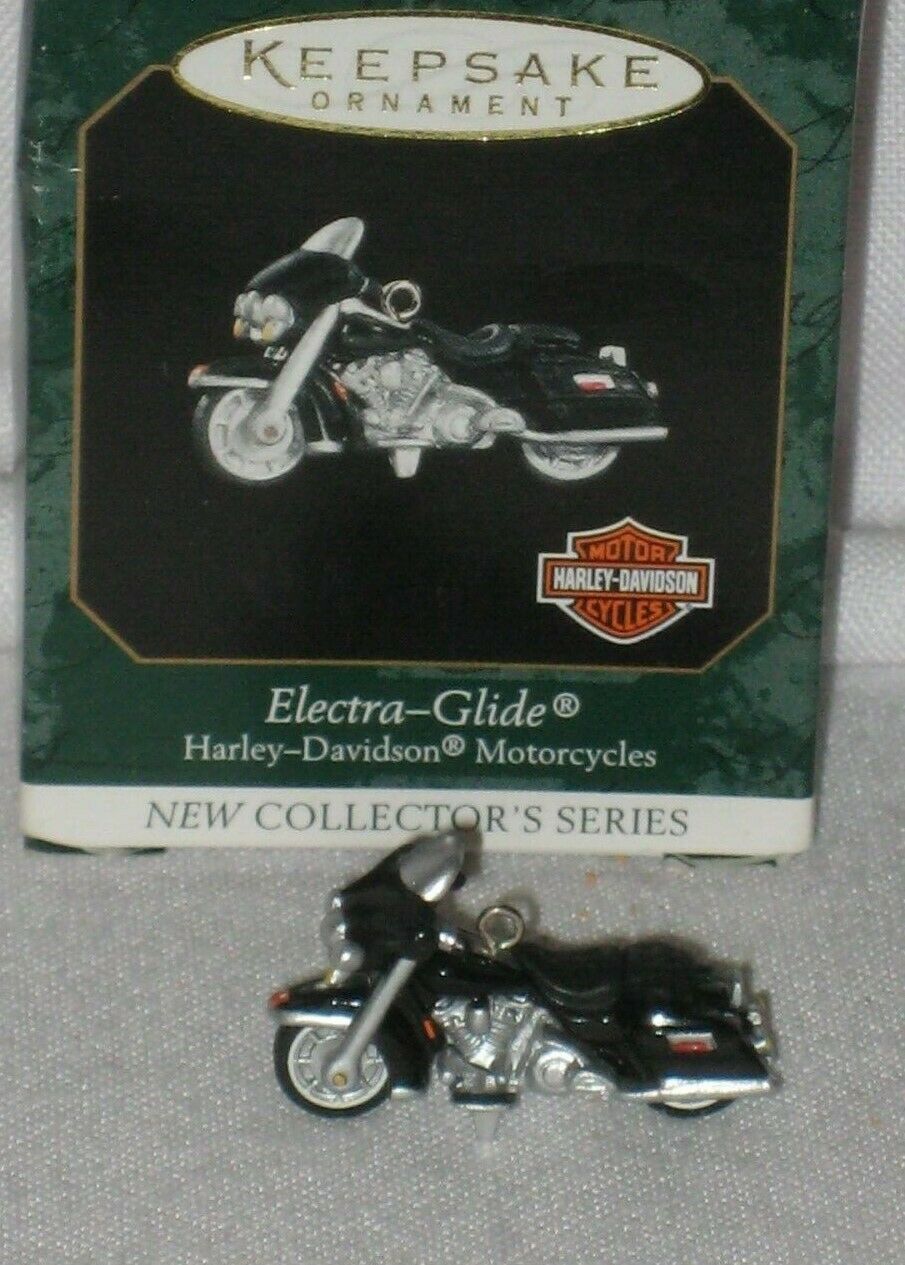 KEEPSAKE
ORNAMENT
MOTOR
HARLEY-DAVIDSON
CYCLES
Electra–Glide®
Harley–Davidson® Motorcycles
NEW COLLECTOR'S SERIES